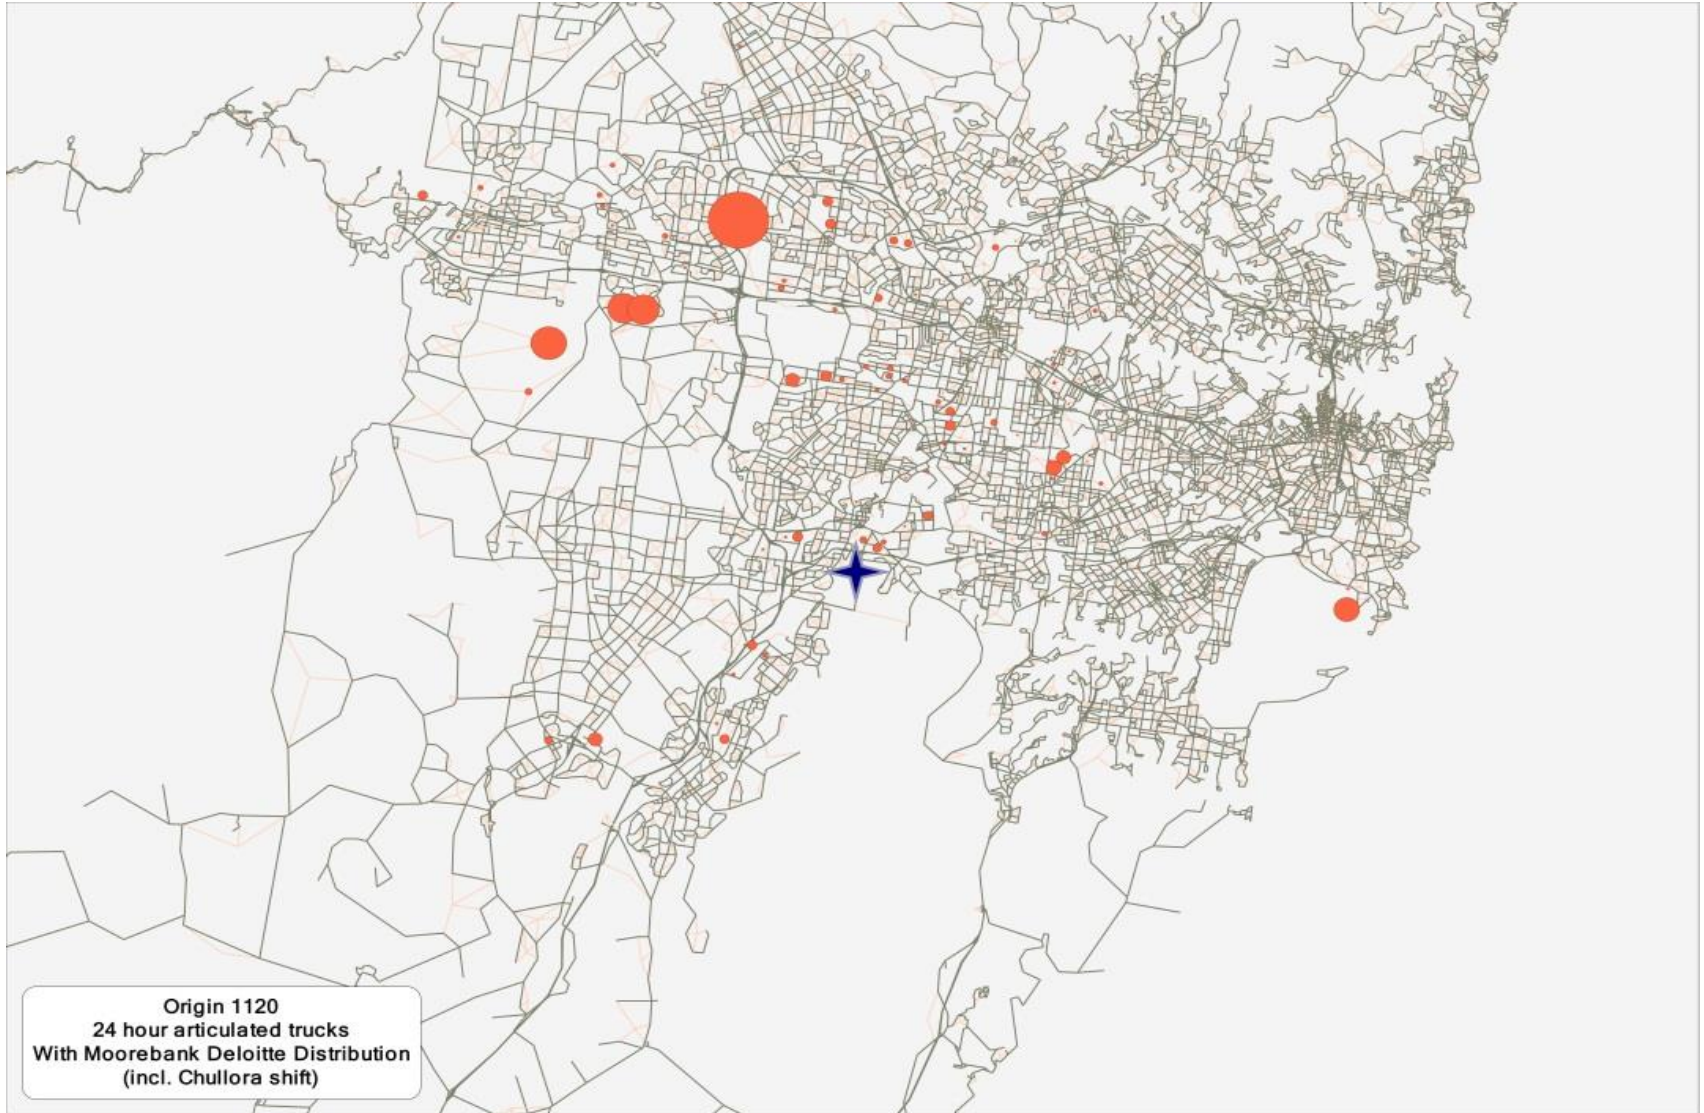 Origin 1120
24 hour articulated trucks
With Moorebank Deloitte Distribution
(incl. Chullora shift)